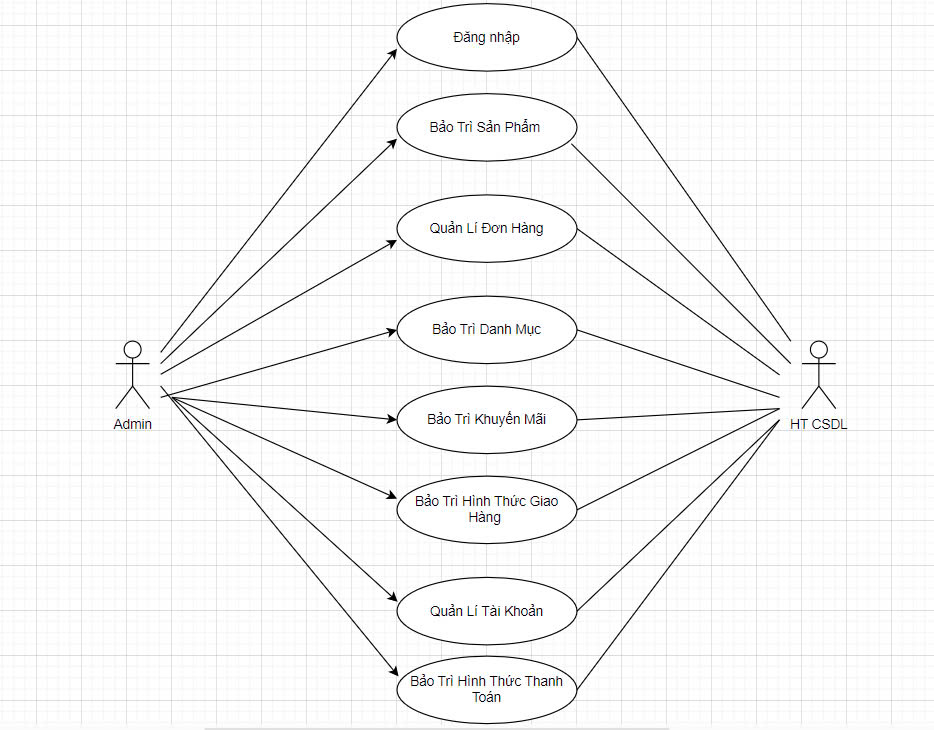 Đăng nhập
Bảo Trì Sản Phẩm
Quản Lí Đơn Hàng
Bảo Trì Danh Mục
Admin
HT CSDL
Bảo Trì Khuyến Mãi
Bảo Trì Hình Thức Giao
Hàng
Quản Lí Tài Khoản
Bảo Trì Hình Thức Thanh
Toán